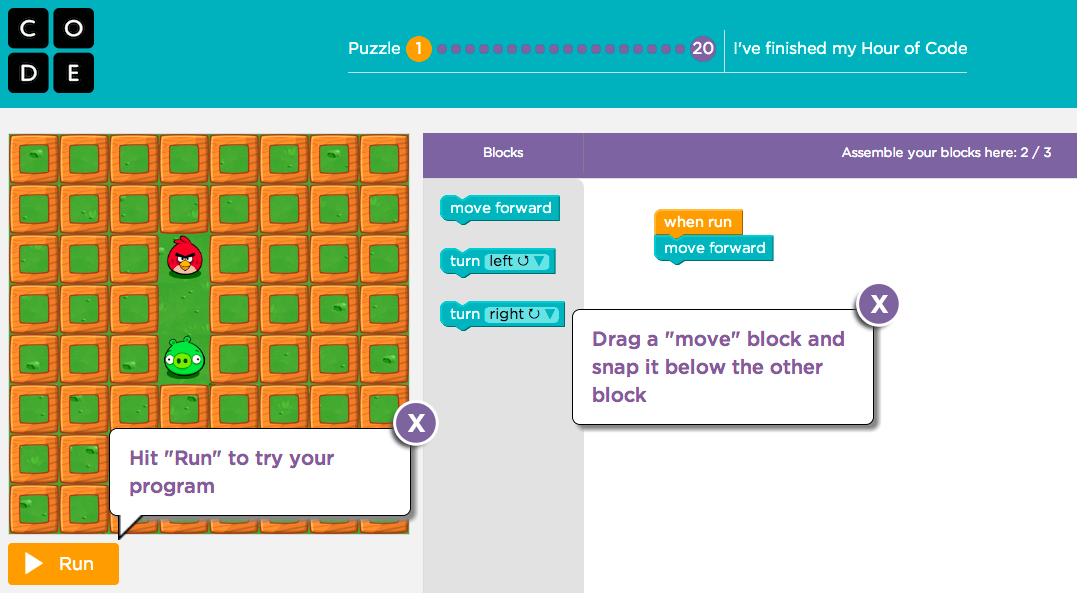 C O
D E
Puzzle 1 20 I've finished my Hour of Code
Blocks
Assemble your blocks here: 2 / 3
move forward
turn left ↺ ▼
turn right ↻ ▼
when run
move forward
X
Drag a "move" block and
snap it below the other
block
X
Hit "Run" to try your
program
Run